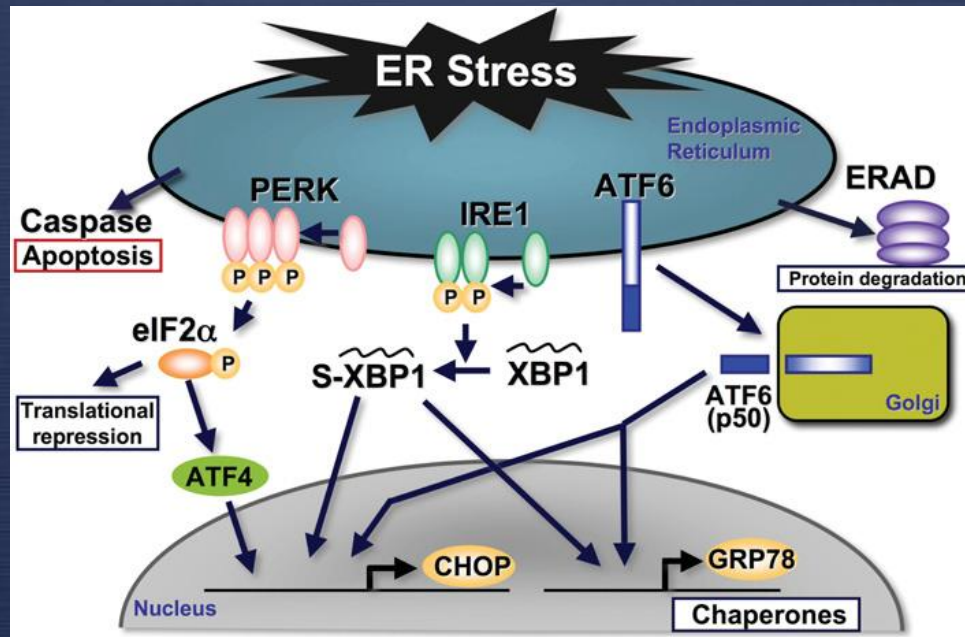 ER Stress
Endoplasmic
Reticulum
PERK
IRE1
ATF6
ERAD
Caspase
Apoptosis
P P P
P P
Protein degradation
eIF2α
P
S-XBP1
XBP1
ATF6
(p50)
Golgi
Translational
repression
ATF4
CHOP
GRP78
Nucleus
Chaperones